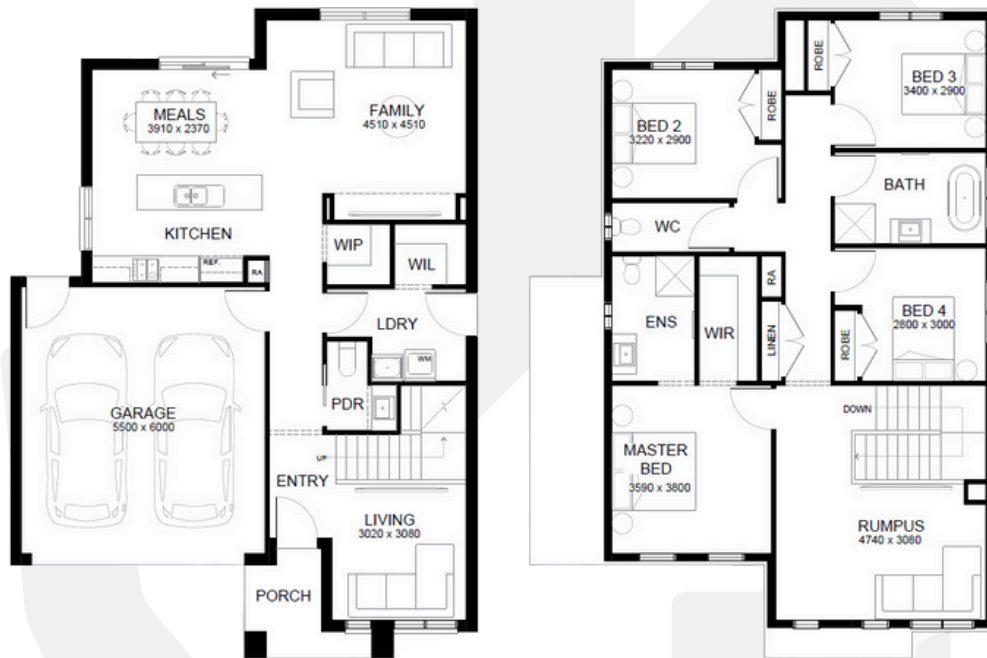 MEALS
3910 x 2370
FAMILY
4510 x 4510
KITCHEN
REF.
RA
WIP
WIL
LDRY
WM
PDR
GARAGE
5500 x 6000
UP
ENTRY
LIVING
3020 x 3080
PORCH
ROBE
BED 3
3400 x 2900
BED 2
3220 x 2900
ROBE
BATH
WC
ENS
WIR
RA
LINEN
BED 4
2800 x 3000
ROBE
DOWN
MASTER
BED
3590 x 3800
RUMPUS
4740 x 3080